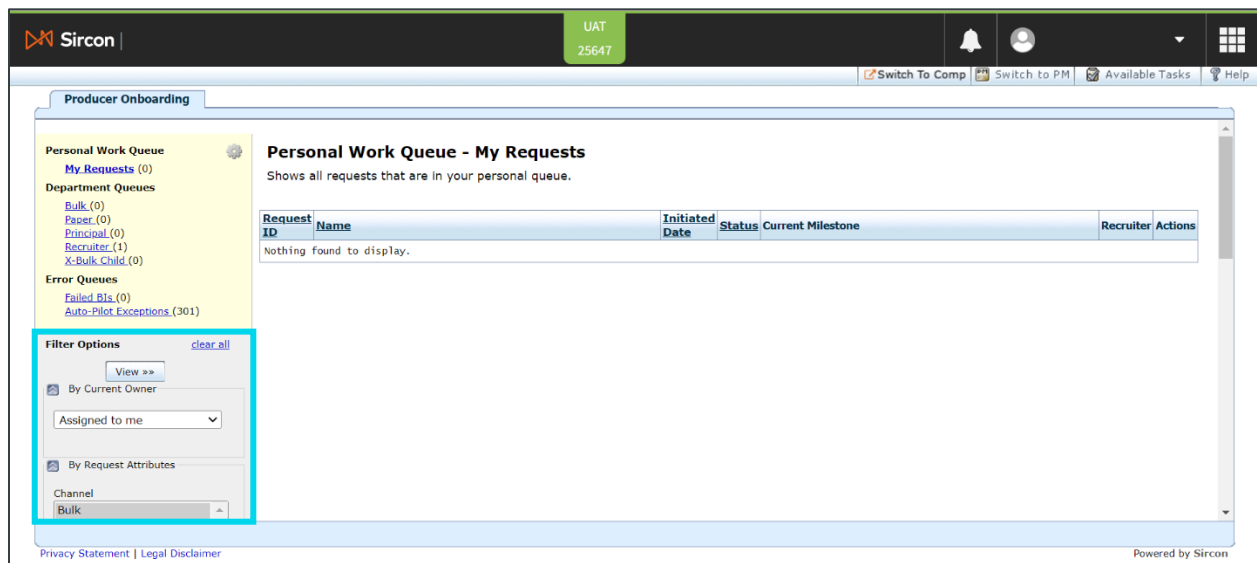 Sircon
UAT
25647
Switch To Comp
PM
Switch to PM
Available Tasks
Help
Producer Onboarding
Personal Work Queue
My Requests (0)
Department Queues
Bulk (0)
Paper (0)
Principal (0)
Recruiter (1)
X-Bulk Child (0)
Error Queues
Failed BIs (0)
Auto-Pilot Exceptions (301)
Filter Options clear all
View »»
By Current Owner
Assigned to me
By Request Attributes
Channel
Bulk
Personal Work Queue - My Requests
Shows all requests that are in your personal queue.
Request ID Name Initiated Date Status Current Milestone Recruiter Actions
Nothing found to display.
Privacy Statement | Legal Disclaimer
Powered by Sircon